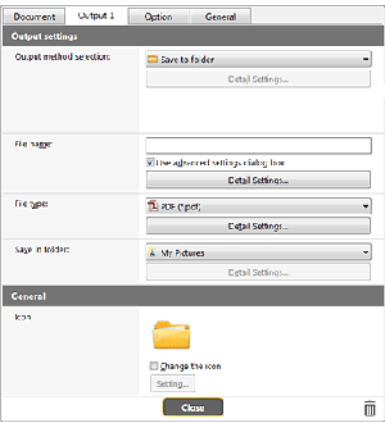 Document Output 1 Option General
Output settings
Output method selection: Save to folder
Detail Settings...
File name:
Use advanced settings dialog box
Detail Settings...
File type: PDF (*.pdf)
Detail Settings...
Save in folder: My Pictures
Detail Settings...
General
Icon
Change the icon
Setting...
Close